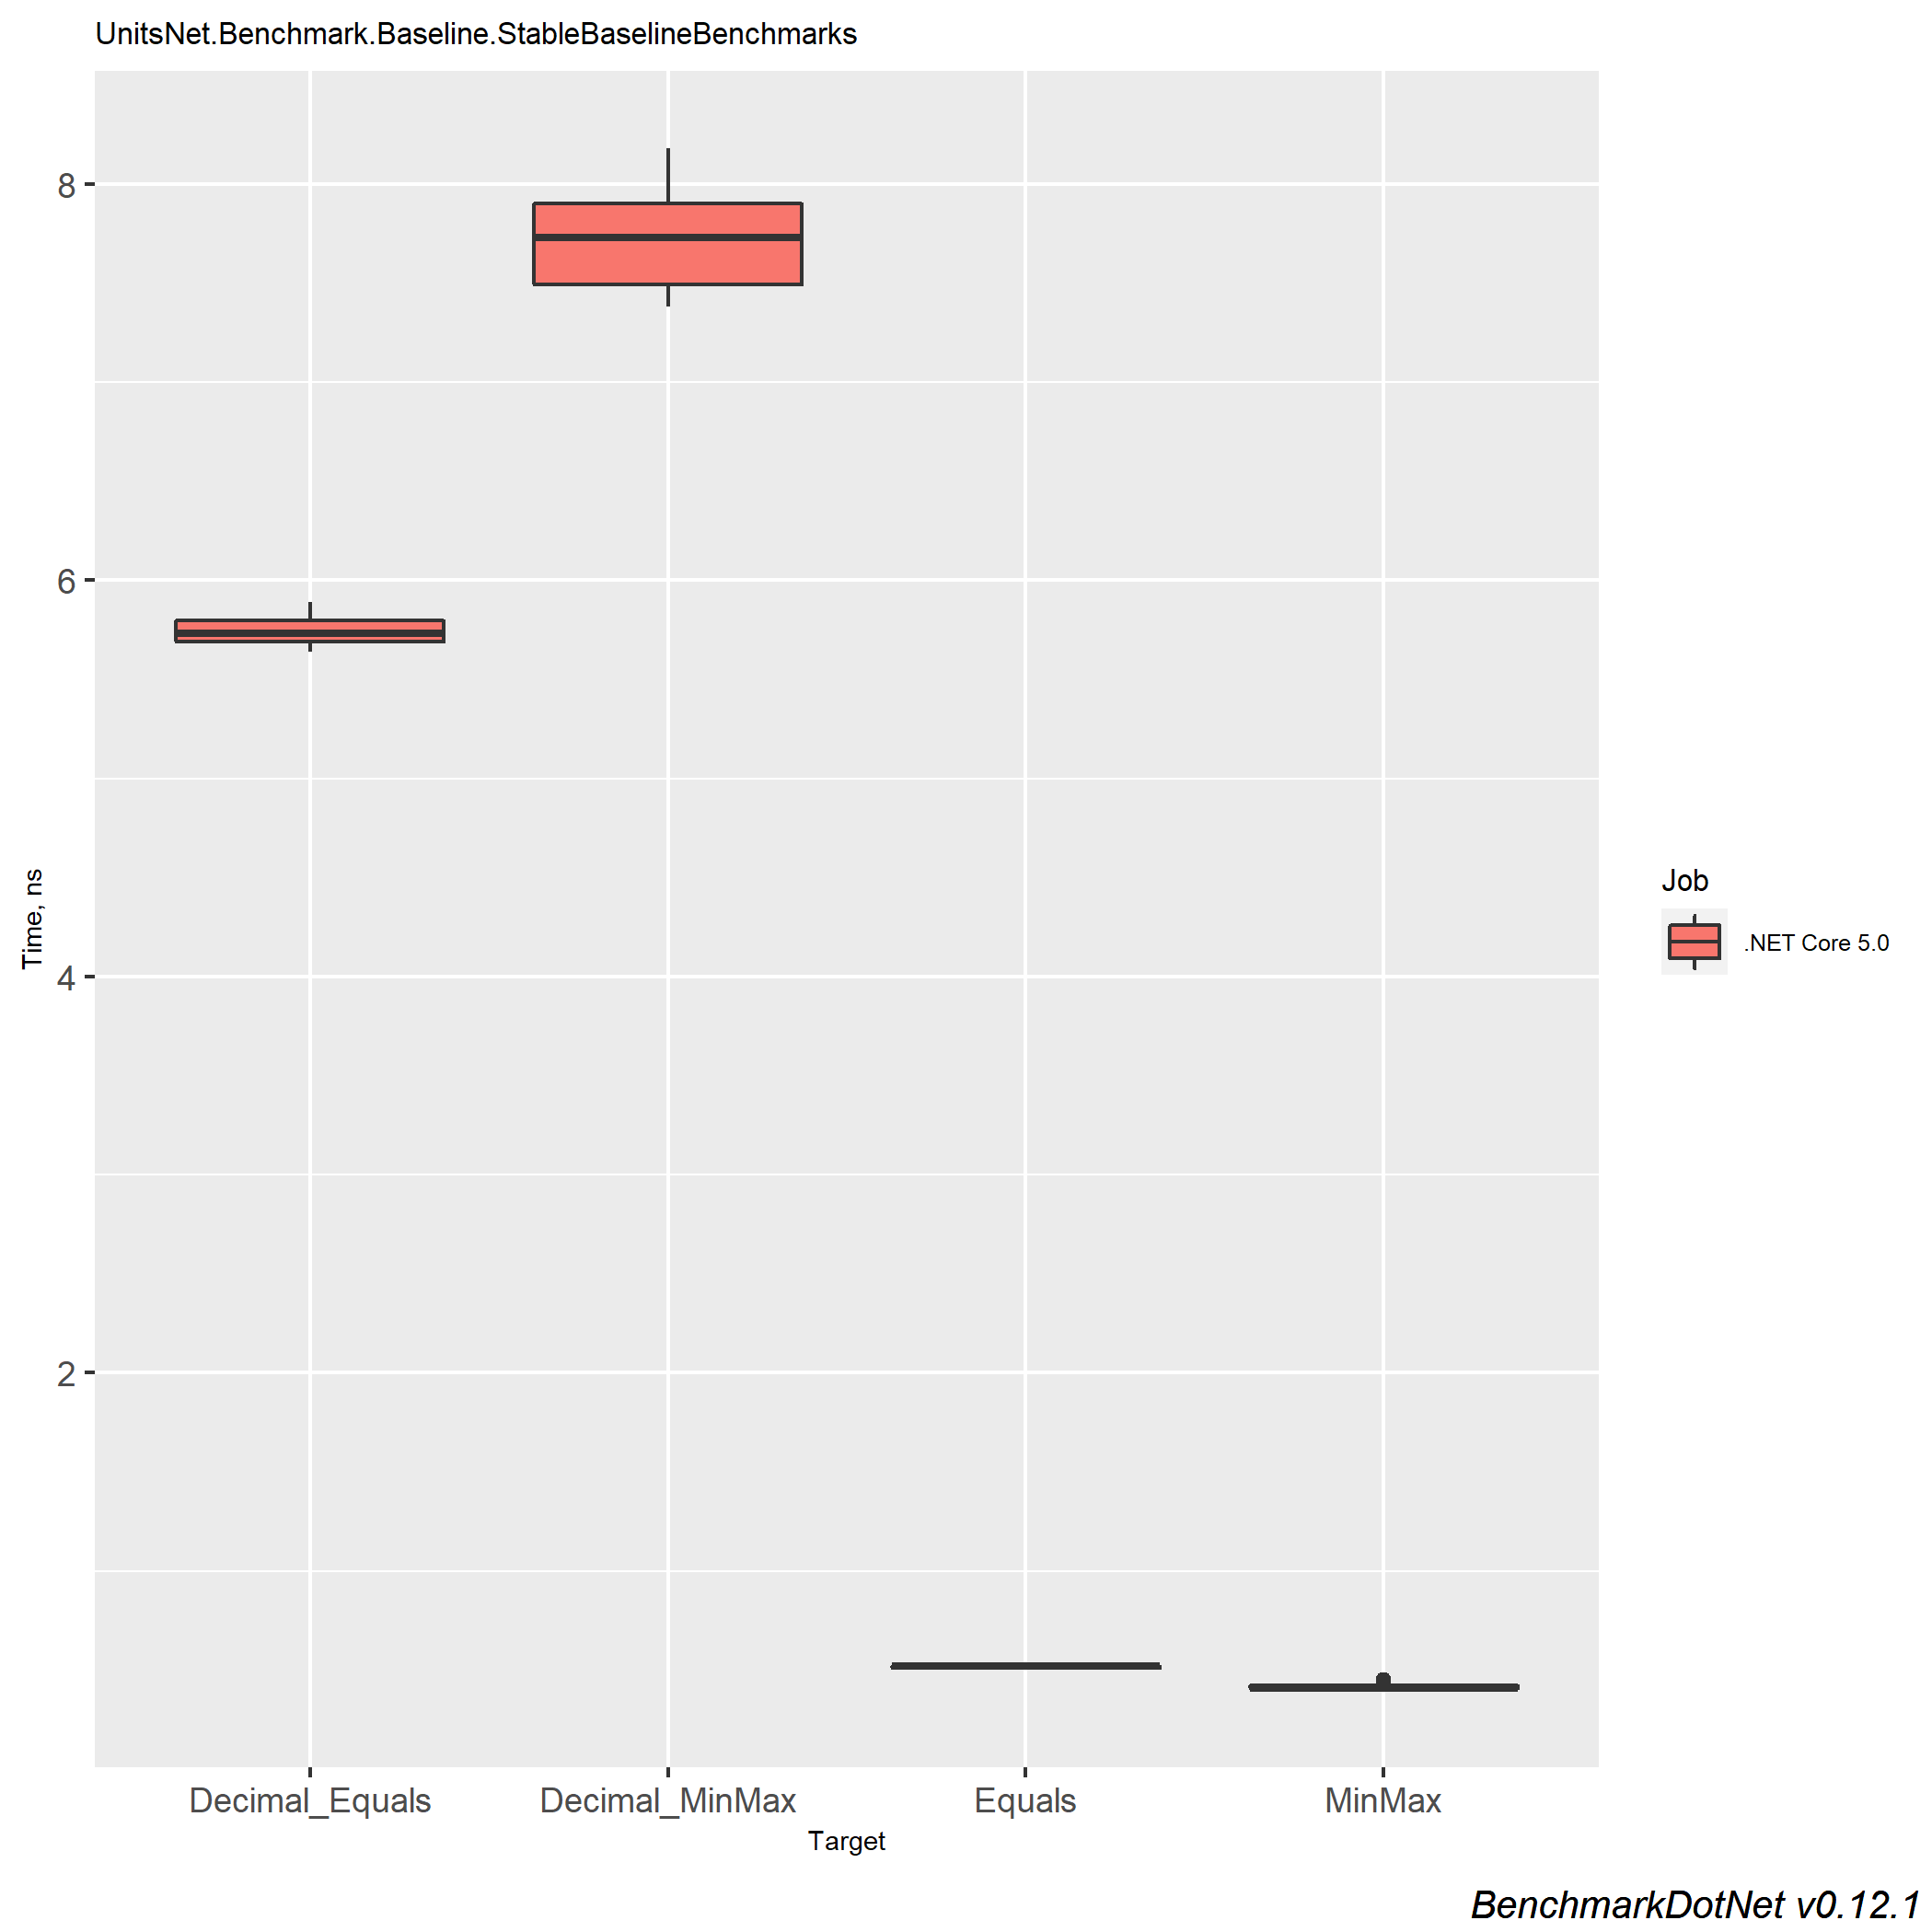 UnitsNet.Benchmark.Baseline.StableBaselineBenchmarks
8
6
4
2
Time, ns
Decimal_Equals
Decimal_MinMax
Equals
MinMax
Target
Job
.NET Core 5.0
BenchmarkDotNet v0.12.1